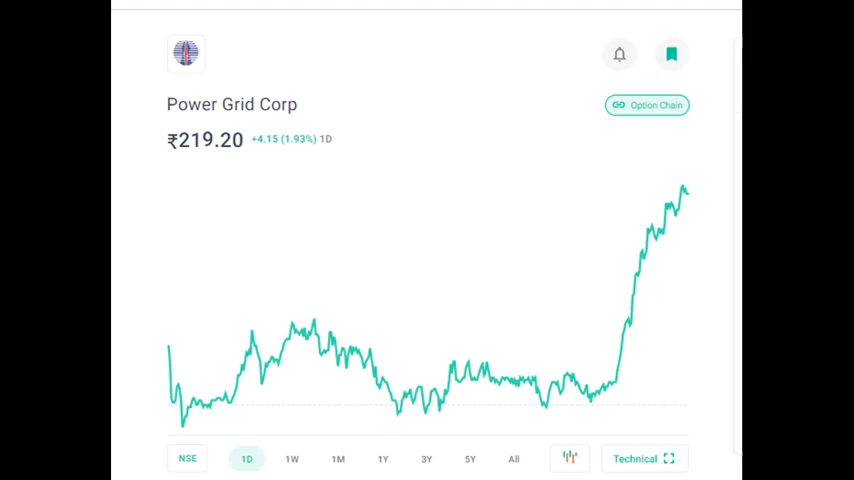 Power Grid Corp
Option Chain
₹219.20 +4.15 (1.93%) 1D
NSE 1D 1W 1M 1Y 3Y 5Y All Technical